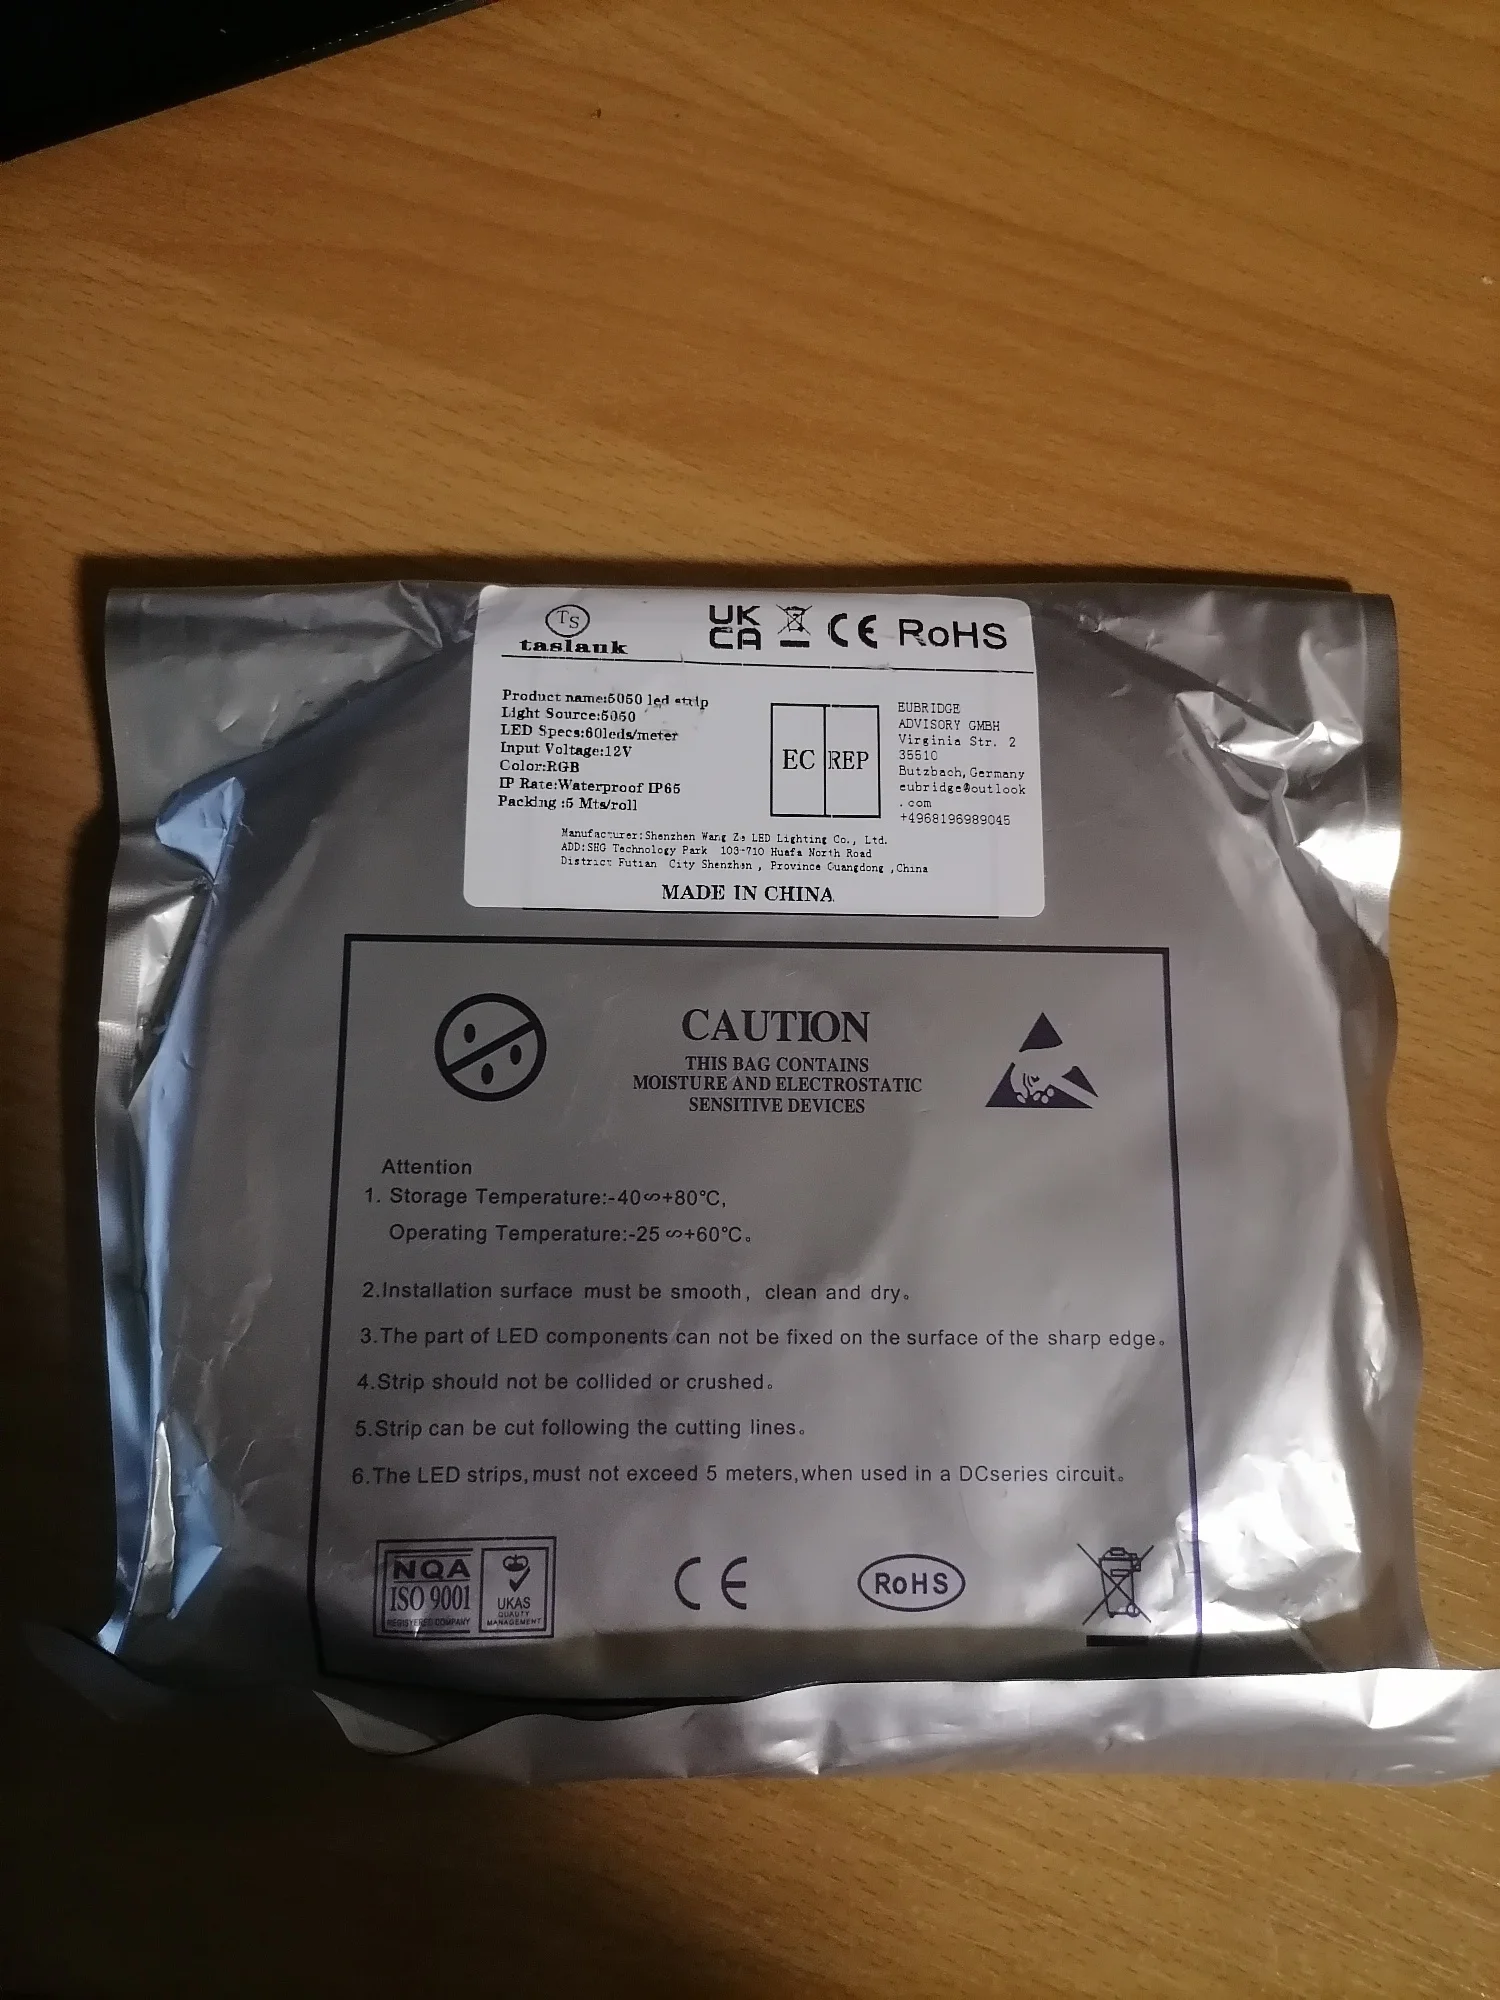 TS
taslauk
UK
CA
CE RoHS
Product name:5050 led strip
Light Source:5050
LED Specs:60leds/meter
Input Voltage:12V
Color:RGB
IP Rate:Waterproof IP65
Packing :5 Mts/roll
EC REP
EUBRIDGE
ADVISORY GMBH
Virginia Str. 2
35510
Butzbach, Germany
eubridge@outlook
.com
+4968196989045
Manufacturer:Shenzhen Wang Ze LED Lighting Co., Ltd.
ADD:SHG Technology Park 103-710 Huafa North Road
District Futian City Shenzhen , Province Guangdong ,China
MADE IN CHINA
CAUTION
THIS BAG CONTAINS
MOISTURE AND ELECTROSTATIC
SENSITIVE DEVICES
Attention
1. Storage Temperature:-40∽+80℃,
Operating Temperature:-25∽+60℃。
2.Installation surface must be smooth, clean and dry。
3.The part of LED components can not be fixed on the surface of the sharp edge。
4.Strip should not be collided or crushed。
5.Strip can be cut following the cutting lines。
6.The LED strips,must not exceed 5 meters,when used in a DCseries circuit。
NQA
ISO 9001
REGISTERED COMPANY
UKAS
QUALITY
MANAGEMENT
CE
RoHS